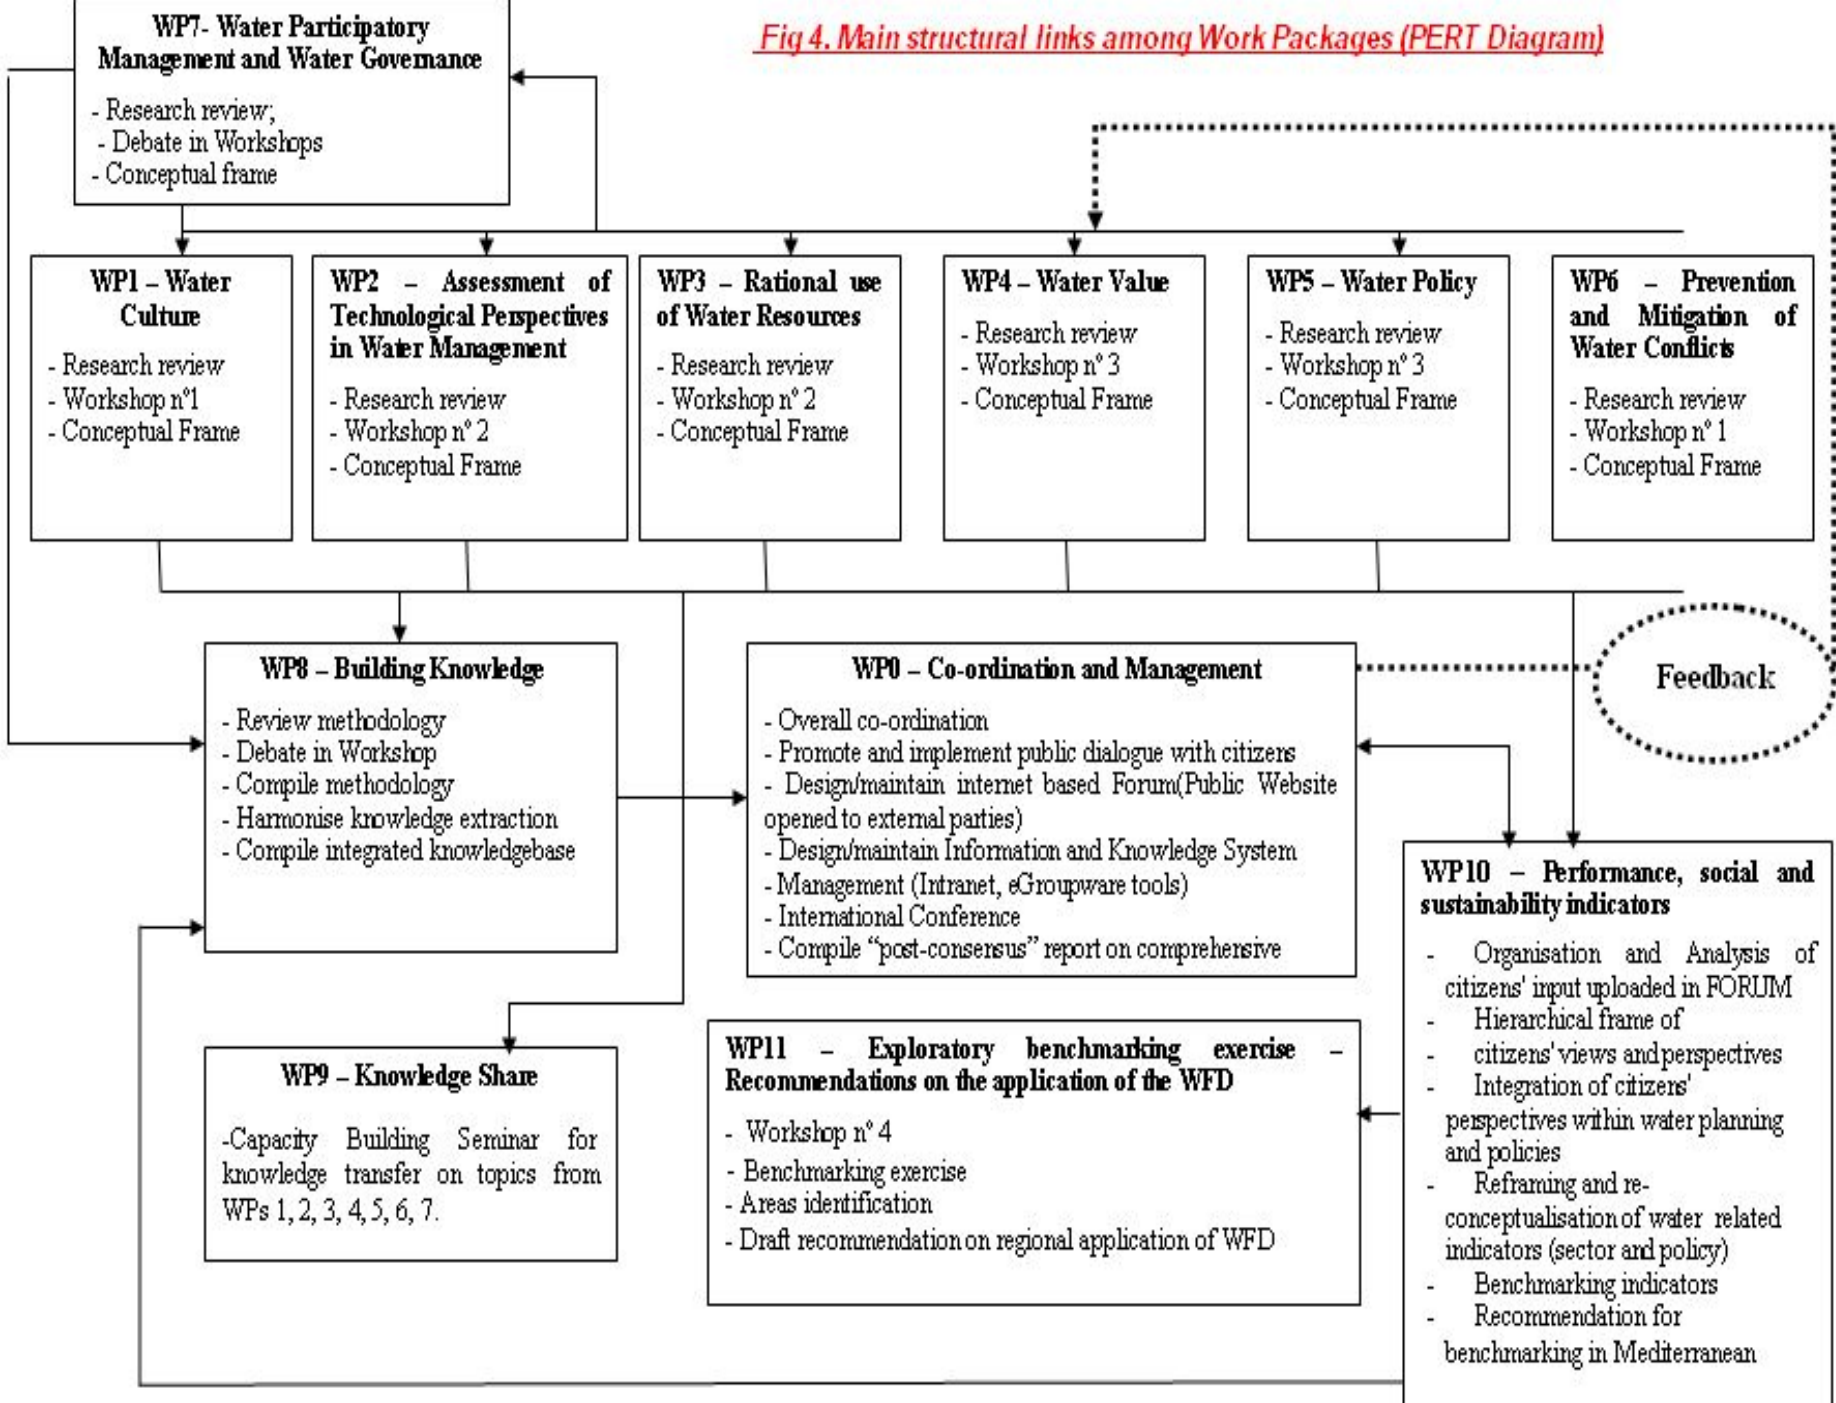 Fig 4. Main structural links among Work Packages (PERT Diagram)
WP7- Water Participatory
Management and Water Governance
- Research review;
- Debate in Workshops
- Conceptual frame
WP1 – Water
Culture
- Research review
- Workshop nº1
- Conceptual Frame
WP2 – Assessment of
Technological Perspectives
in Water Management
- Research review
- Workshop nº 2
- Conceptual Frame
WP3 – Rational use
of Water Resources
- Research review
- Workshop nº 2
- Conceptual Frame
WP4 – Water Value
- Research review
- Workshop nº 3
- Conceptual Frame
WP5 – Water Policy
- Research review
- Workshop nº 3
- Conceptual Frame
WP6 – Prevention
and Mitigation of
Water Conflicts
- Research review
- Workshop nº 1
- Conceptual Frame
WP8 – Building Knowledge
- Review methodology
- Debate in Workshop
- Compile methodology
- Harmonise knowledge extraction
- Compile integrated knowledgebase
WP0 – Co-ordination and Management
- Overall co-ordination
- Promote and implement public dialogue with citizens
- Design/maintain internet based Forum(Public Website
opened to external parties)
- Design/maintain Information and Knowledge System
- Management (Intranet, eGroupware tools)
- International Conference
- Compile “post-consensus” report on comprehensive
Feedback
WP10 – Performance, social and
sustainability indicators
- Organisation and Analysis of
citizens' input uploaded in FORUM
- Hierarchical frame of
- citizens' views and perspectives
- Integration of citizens'
perspectives within water planning
and policies
- Reframing and re-
conceptualisation of water related
indicators (sector and policy)
- Benchmarking indicators
- Recommendation for
benchmarking in Mediterranean
WP9 – Knowledge Share
-Capacity Building Seminar for
knowledge transfer on topics from
WPs 1, 2, 3, 4, 5, 6, 7.
WP11 – Exploratory benchmarking exercise –
Recommendations on the application of the WFD
- Workshop nº 4
- Benchmarking exercise
- Areas identification
- Draft recommendation on regional application of WFD